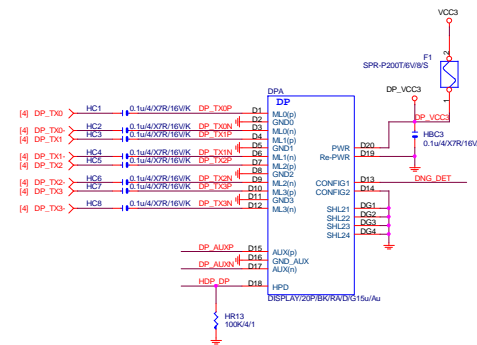 VCC3
F1
SPR-P200T/6V/8/S
2
1
DP_VCC3
DP_VCC3
HBC3
0.1u/4/X7R/16V/
DPA
DP
[4] DP_TX0 HC1 0.1u/4/X7R/16V/K DP_TX0P D1 ML0(p)
D2 GND0
[4] DP_TX0- HC2 0.1u/4/X7R/16V/K DP_TX0N D3 ML0(n)
[4] DP_TX1 HC3 0.1u/4/X7R/16V/K DP_TX1P D4 ML1(p)
D5 GND1
[4] DP_TX1- HC4 0.1u/4/X7R/16V/K DP_TX1N D6 ML1(n)
[4] DP_TX2 HC5 0.1u/4/X7R/16V/K DP_TX2P D7 ML2(p)
D8 GND2
[4] DP_TX2- HC6 0.1u/4/X7R/16V/K DP_TX2N D9 ML2(n)
[4] DP_TX3 HC7 0.1u/4/X7R/16V/K DP_TX3P D10 ML3(p)
D11 GND3
[4] DP_TX3- HC8 0.1u/4/X7R/16V/K DP_TX3N D12 ML3(n)
PWR D20
Re-PWR D19
CONFIG1 D13 DNG_DET
CONFIG2 D14
SHL21 DG1
SHL22 DG2
SHL23 DG3
SHL24 DG4
DP_AUXP D15 AUX(p)
D16 GND_AUX
DP_AUXN D17 AUX(n)
HDP_DP D18 HPD
DISPLAY/20P/BK/RA/D/G15u/Au
HR13
100K/4/1